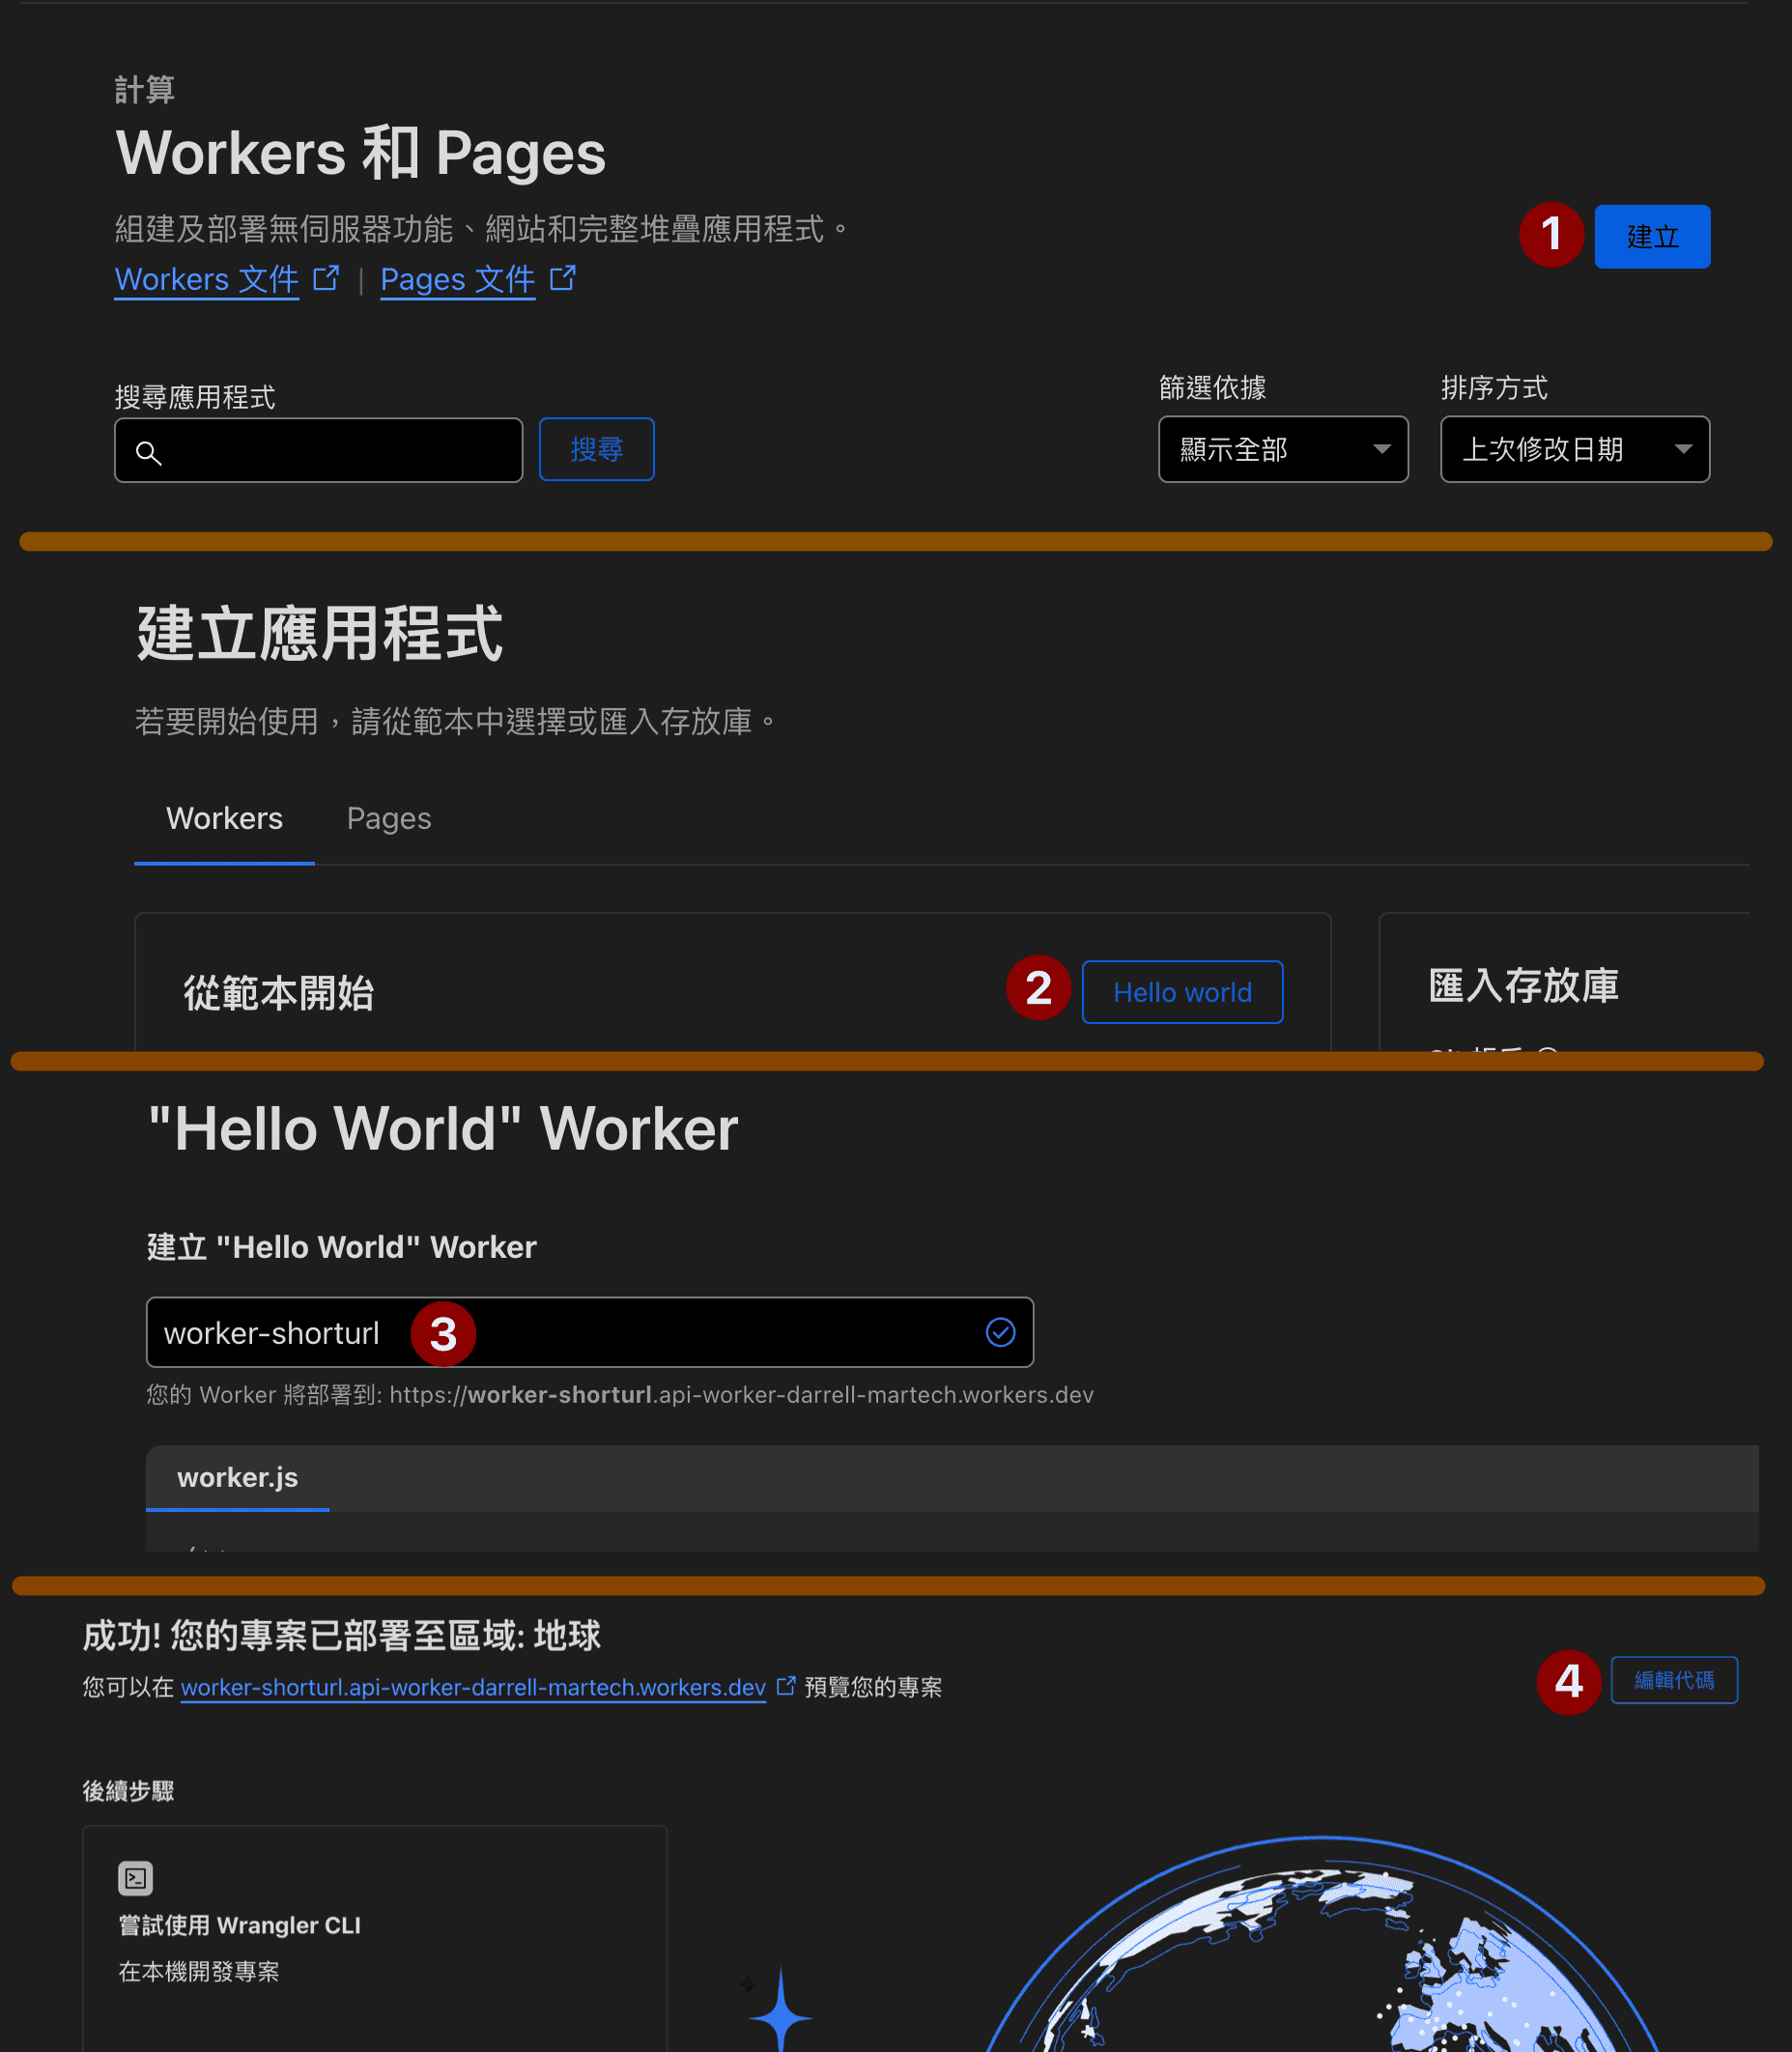 計算
Workers 和 Pages
組建及部署無伺服器功能、網站和完整堆疊應用程式。
1 建立
Workers 文件 | Pages 文件
搜尋應用程式
搜尋
篩選依據
顯示全部
排序方式
上次修改日期
建立應用程式
若要開始使用，請從範本中選擇或匯入存放庫。
Workers Pages
從範本開始
2 Hello world
匯入存放庫
"Hello World" Worker
建立 "Hello World" Worker
worker-shorturl 3
您的 Worker 將部署到: https://worker-shorturl.api-worker-darrell-martech.workers.dev
worker.js
成功! 您的專案已部署至區域: 地球
您可以在 worker-shorturl.api-worker-darrell-martech.workers.dev 預覽您的專案
4 編輯代碼
後續步驟
嘗試使用 Wrangler CLI
在本機開發專案